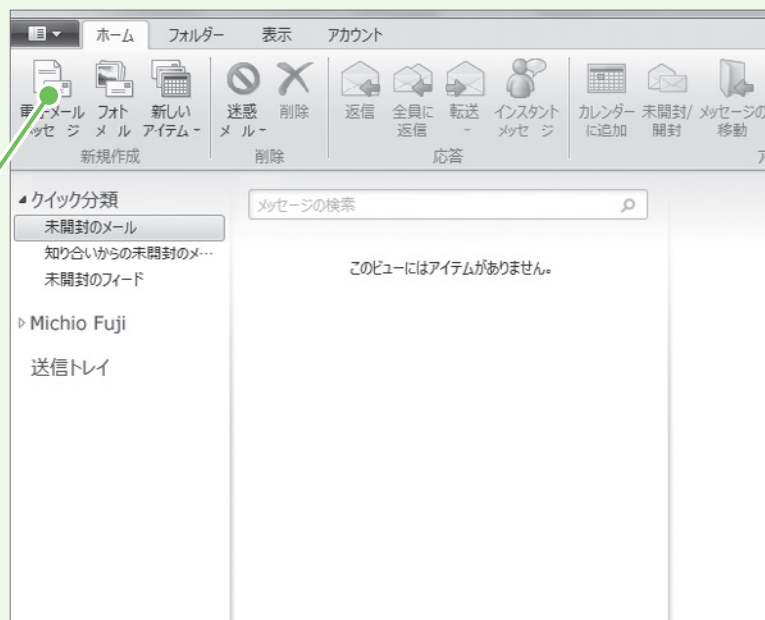 ホーム フォルダー 表示 アカウント
メール フォト 新しい 迷惑 削除 返信 全員に 転送 インスタント カレンダー 未開封/ メッセージの
ッセ ジ メ ル アイテム メ ル 返信 メッセ ジ に追加 開封 移動
新規作成 削除 応答
クイック分類
メッセージの検索
未開封のメール
知り合いからの未開封のメ…
このビューにはアイテムがありません。
未開封のフィード
Michio Fuji
送信トレイ